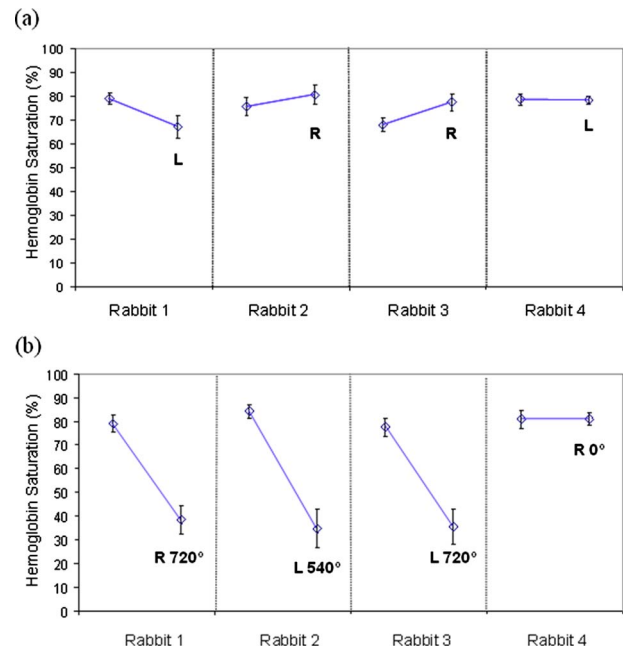 (a)
Hemoglobin Saturation (%)
100
90
80
70
60
50
40
30
20
10
0
L
R
R
L
Rabbit 1 Rabbit 2 Rabbit 3 Rabbit 4
(b)
Hemoglobin Saturation (%)
100
90
80
70
60
50
40
30
20
10
0
R 720°
L 540°
L 720°
R 0°
Rabbit 1 Rabbit 2 Rabbit 3 Rabbit 4